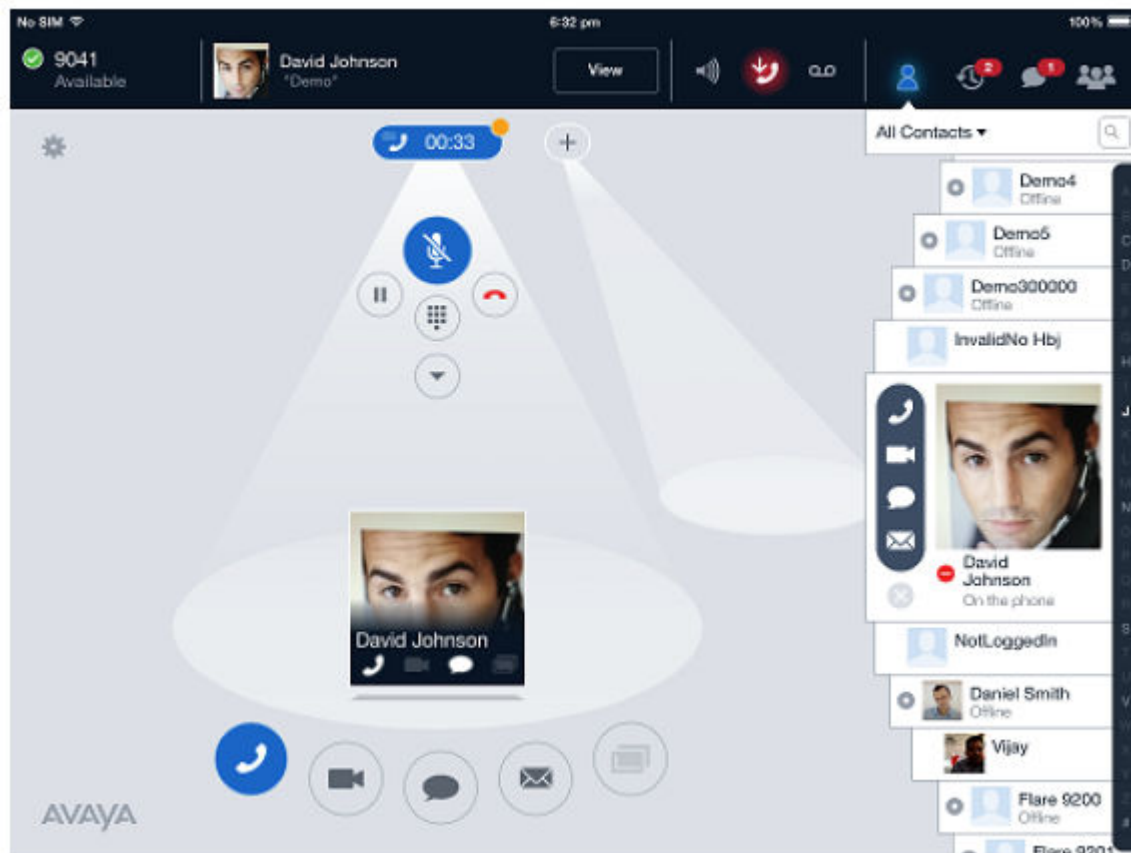 No SIM
6:32 pm
100%
9041
Available
David Johnson
"Demo"
View
2
1
All Contacts
00:33
Demo4
Offline
Demo5
Offline
Demo300000
Offline
InvalidNo Hbj
David
Johnson
On the phone
David Johnson
NotLoggedIn
Daniel Smith
Offline
Vijay
Flare 9200
Offline
Flare 9201
C
D
H
J
N
S
V
#
AVAYA